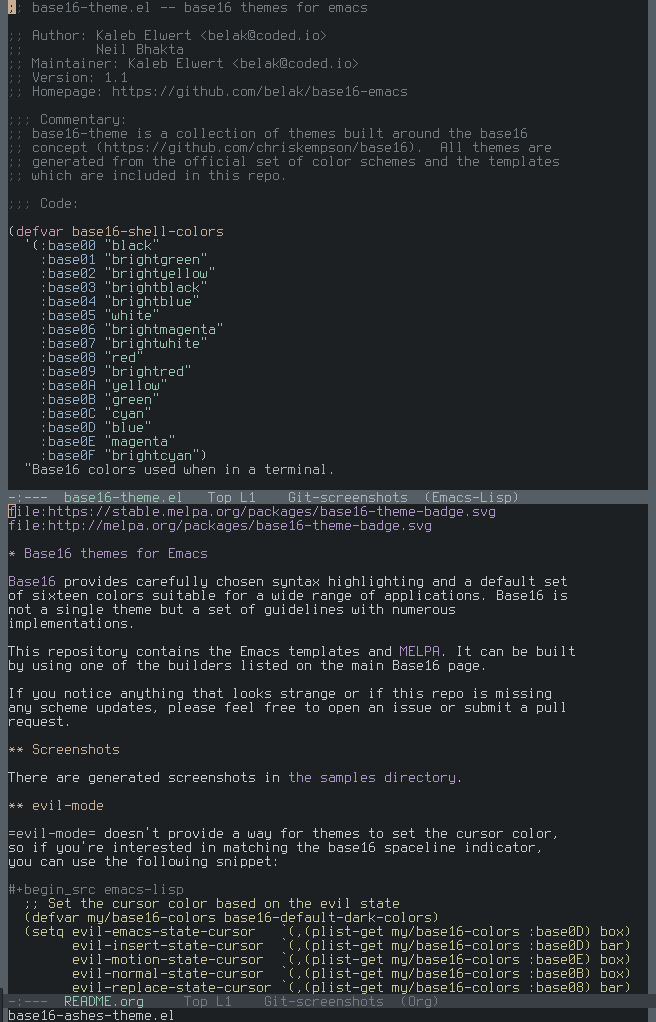 ;; base16-theme.el -- base16 themes for emacs

;; Author: Kaleb Elwert <belak@coded.io>
;;         Neil Bhakta
;; Maintainer: Kaleb Elwert <belak@coded.io>
;; Version: 1.1
;; Homepage: https://github.com/belak/base16-emacs

;;; Commentary:
;; base16-theme is a collection of themes built around the base16
;; concept (https://github.com/chriskempson/base16).  All themes are
;; generated from the official set of color schemes and the templates
;; which are included in this repo.

;;; Code:

(defvar base16-shell-colors
  '(:base00 "black"
    :base01 "brightgreen"
    :base02 "brightyellow"
    :base03 "brightblack"
    :base04 "brightblue"
    :base05 "white"
    :base06 "brightmagenta"
    :base07 "brightwhite"
    :base08 "red"
    :base09 "brightred"
    :base0A "yellow"
    :base0B "green"
    :base0C "cyan"
    :base0D "blue"
    :base0E "magenta"
    :base0F "brightcyan")
  "Base16 colors used when in a terminal.

-:---  base16-theme.el   Top L1    Git-screenshots  (Emacs-Lisp)
file:https://stable.melpa.org/packages/base16-theme-badge.svg
file:http://melpa.org/packages/base16-theme-badge.svg

* Base16 themes for Emacs

Base16 provides carefully chosen syntax highlighting and a default set
of sixteen colors suitable for a wide range of applications. Base16 is
not a single theme but a set of guidelines with numerous
implementations.

This repository contains the Emacs templates and MELPA. It can be built
by using one of the builders listed on the main Base16 page.

If you notice anything that looks strange or if this repo is missing
any scheme updates, please feel free to open an issue or submit a pull
request.

** Screenshots

There are generated screenshots in the samples directory.

** evil-mode

=evil-mode= doesn't provide a way for themes to set the cursor color,
so if you're interested in matching the base16 spaceline indicator,
you can use the following snippet:

#+begin_src emacs-lisp
  ;; Set the cursor color based on the evil state
  (defvar my/base16-colors base16-default-dark-colors)
  (setq evil-emacs-state-cursor   `(,(plist-get my/base16-colors :base0D) box)
        evil-insert-state-cursor  `(,(plist-get my/base16-colors :base0D) bar)
        evil-motion-state-cursor  `(,(plist-get my/base16-colors :base0E) box)
        evil-normal-state-cursor  `(,(plist-get my/base16-colors :base0B) box)
        evil-replace-state-cursor `(,(plist-get my/base16-colors :base08) bar)
-:---  README.org     Top L1    Git-screenshots  (Org)
base16-ashes-theme.el